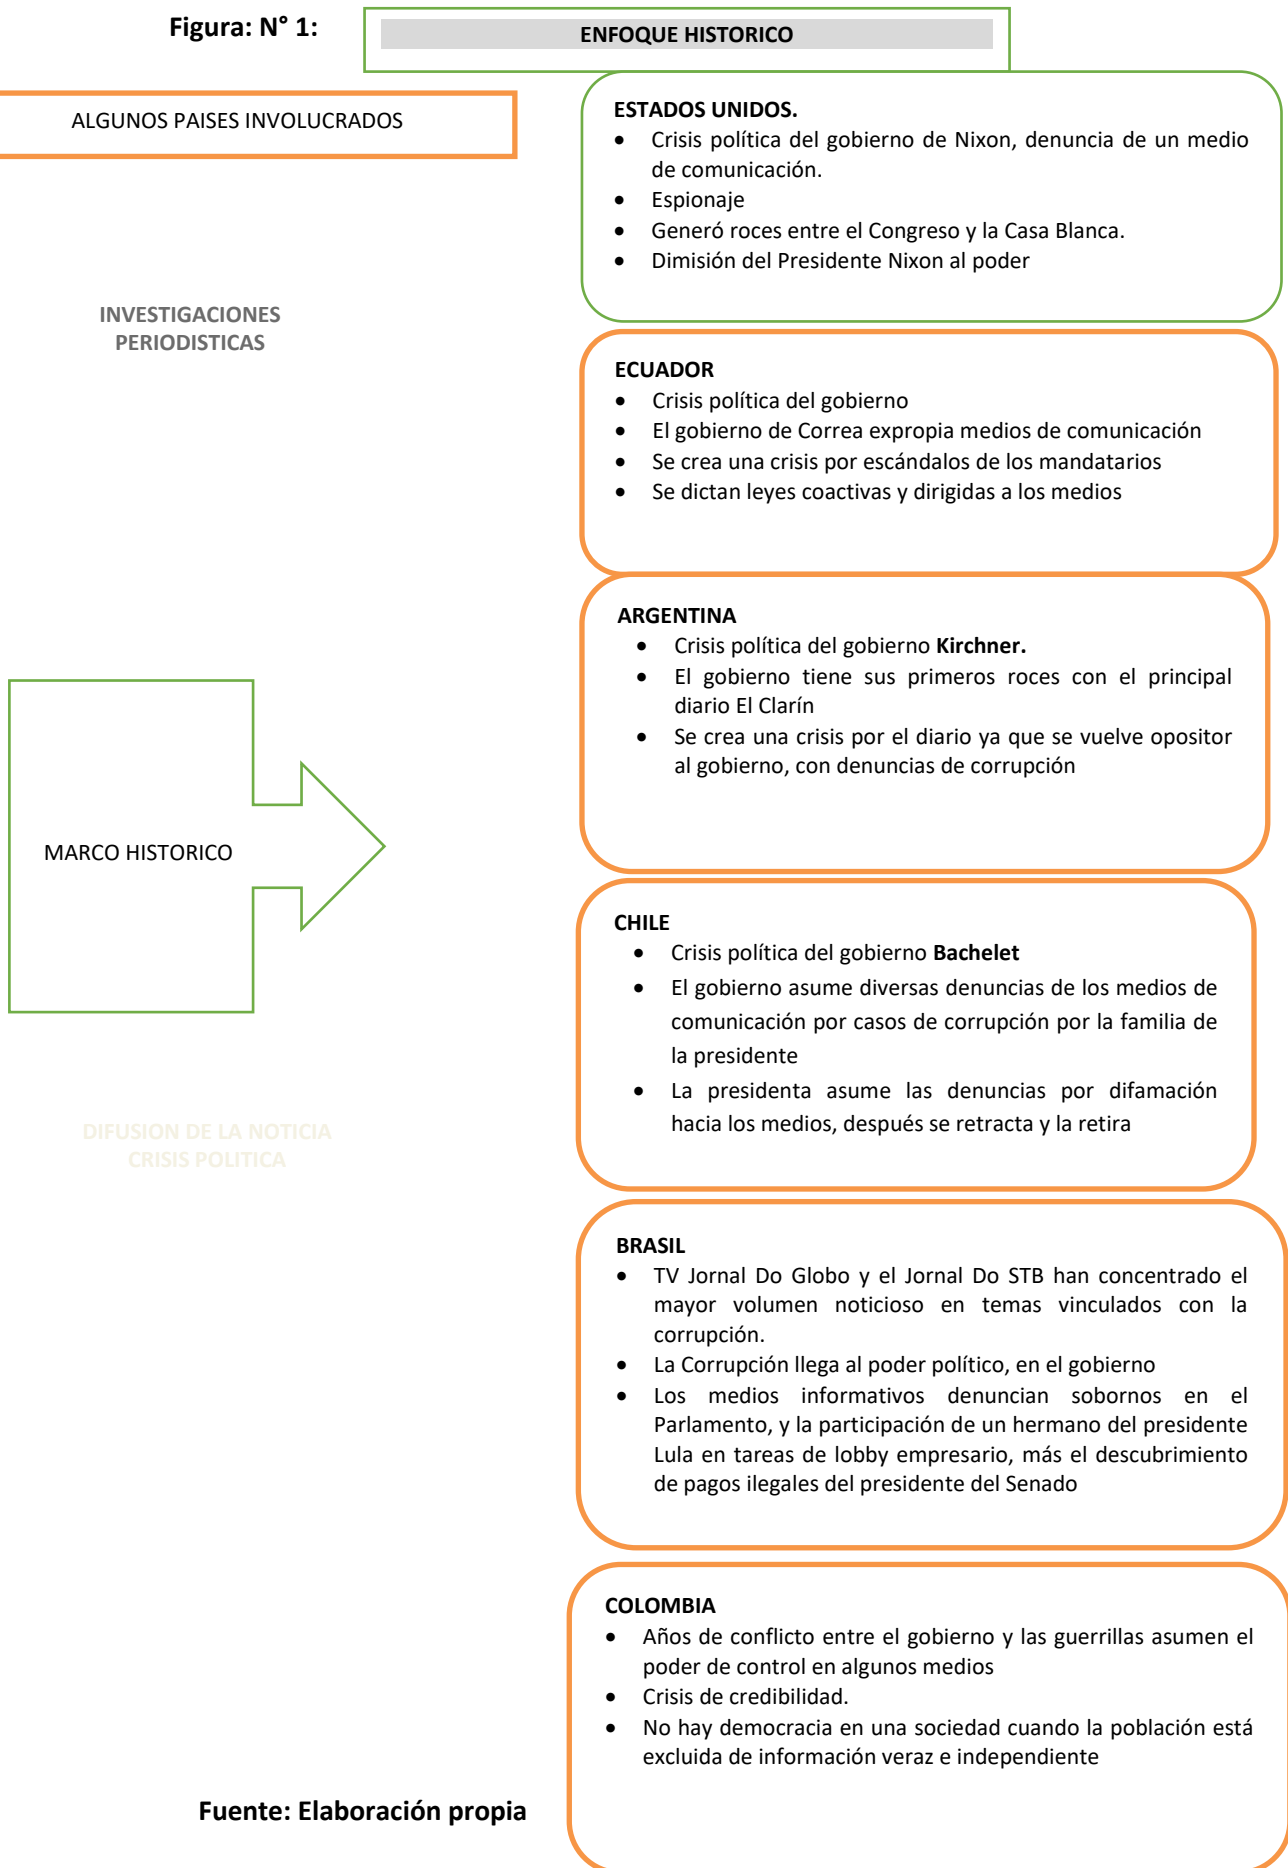 Figura: N° 1:
ENFOQUE HISTORICO
ALGUNOS PAISES INVOLUCRADOS
INVESTIGACIONES
PERIODISTICAS
MARCO HISTORICO
DIFUSION DE LA NOTICIA
CRISIS POLITICA
ESTADOS UNIDOS.
• Crisis política del gobierno de Nixon, denuncia de un medio
de comunicación.
• Espionaje
• Generó roces entre el Congreso y la Casa Blanca.
• Dimisión del Presidente Nixon al poder
ECUADOR
• Crisis política del gobierno
• El gobierno de Correa expropia medios de comunicación
• Se crea una crisis por escándalos de los mandatarios
• Se dictan leyes coactivas y dirigidas a los medios
ARGENTINA
• Crisis política del gobierno Kirchner.
• El gobierno tiene sus primeros roces con el principal
diario El Clarín
• Se crea una crisis por el diario ya que se vuelve opositor
al gobierno, con denuncias de corrupción
CHILE
• Crisis política del gobierno Bachelet
• El gobierno asume diversas denuncias de los medios de
comunicación por casos de corrupción por la familia de
la presidente
• La presidenta asume las denuncias por difamación
hacia los medios, después se retracta y la retira
BRASIL
• TV Jornal Do Globo y el Jornal Do STB han concentrado el
mayor volumen noticioso en temas vinculados con la
corrupción.
• La Corrupción llega al poder político, en el gobierno
• Los medios informativos denuncian sobornos en el
Parlamento, y la participación de un hermano del presidente
Lula en tareas de lobby empresario, más el descubrimiento
de pagos ilegales del presidente del Senado
COLOMBIA
• Años de conflicto entre el gobierno y las guerrillas asumen el
poder de control en algunos medios
• Crisis de credibilidad.
• No hay democracia en una sociedad cuando la población está
excluida de información veraz e independiente
Fuente: Elaboración propia